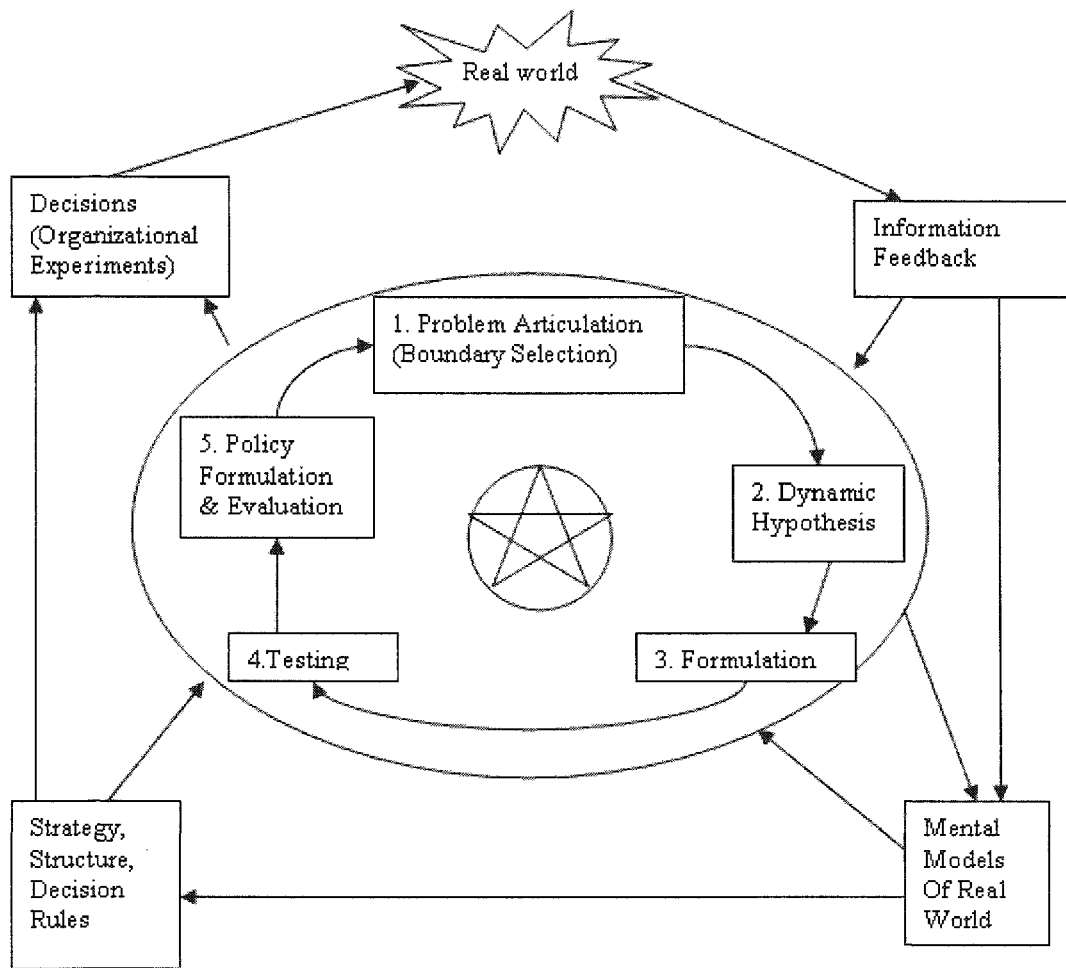 Real world
Decisions
(Organizational
Experiments)
Information
Feedback
1. Problem Articulation
(Boundary Selection)
5. Policy
Formulation
& Evaluation
2. Dynamic
Hypothesis
4.Testing
3. Formulation
Strategy,
Structure,
Decision
Rules
Mental
Models
Of Real
World